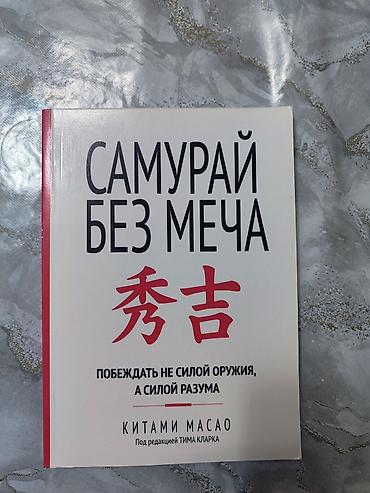 САМУРАЙ
БЕЗ МЕЧА
秀吉
ПОБЕЖДАТЬ НЕ СИЛОЙ ОРУЖИЯ,
А СИЛОЙ РАЗУМА
КИТАМИ МАСАО
Под редакцией ТИМА КЛАРКА